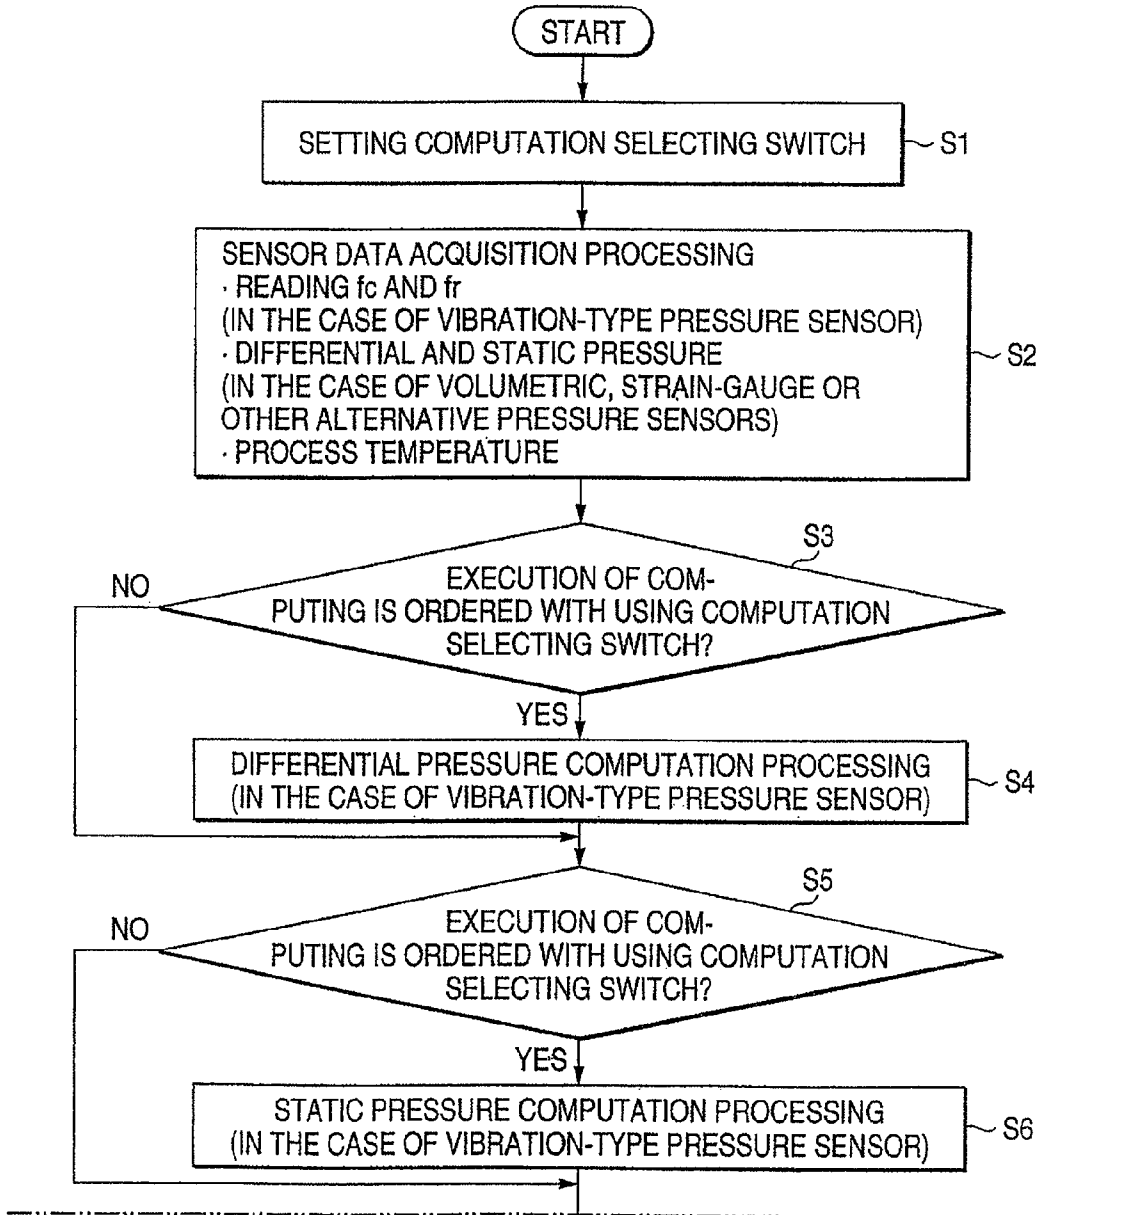 START
SETTING COMPUTATION SELECTING SWITCH
S1
SENSOR DATA ACQUISITION PROCESSING
· READING fc AND fr
(IN THE CASE OF VIBRATION-TYPE PRESSURE SENSOR)
· DIFFERENTIAL AND STATIC PRESSURE
(IN THE CASE OF VOLUMETRIC, STRAIN-GAUGE OR
OTHER ALTERNATIVE PRESSURE SENSORS)
· PROCESS TEMPERATURE
S2
S3
NO
EXECUTION OF COM-
PUTING IS ORDERED WITH USING COMPUTATION
SELECTING SWITCH?
YES
DIFFERENTIAL PRESSURE COMPUTATION PROCESSING
(IN THE CASE OF VIBRATION-TYPE PRESSURE SENSOR)
S4
S5
NO
EXECUTION OF COM-
PUTING IS ORDERED WITH USING COMPUTATION
SELECTING SWITCH?
YES
STATIC PRESSURE COMPUTATION PROCESSING
(IN THE CASE OF VIBRATION-TYPE PRESSURE SENSOR)
S6